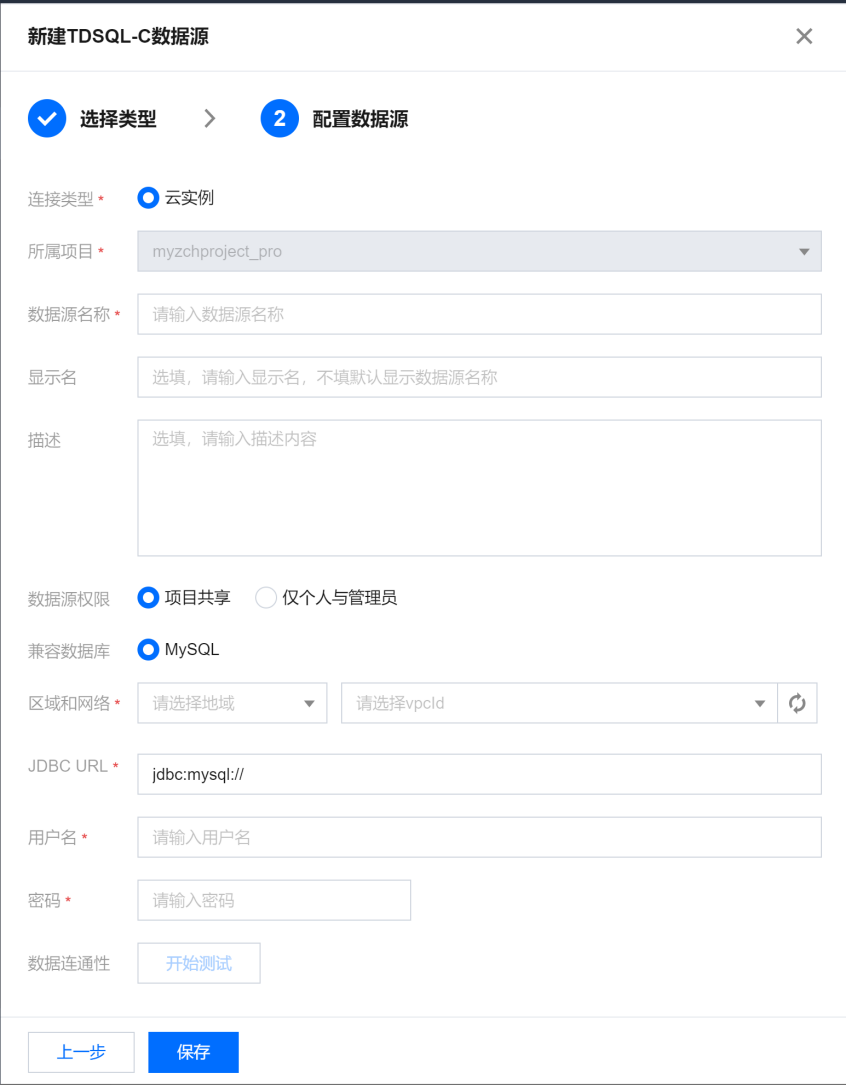 新建TDSQL-C数据源
选择类型
2 配置数据源
连接类型 * 云实例
所属项目 * myzchproject_pro
数据源名称 * 请输入数据源名称
显示名 选填，请输入显示名，不填默认显示数据源名称
描述 选填，请输入描述内容
数据源权限 项目共享 仅个人与管理员
兼容数据库 MySQL
区域和网络 * 请选择地域 请选择vpcId
JDBC URL * jdbc:mysql://
用户名 * 请输入用户名
密码 * 请输入密码
数据连通性 开始测试
上一步 保存